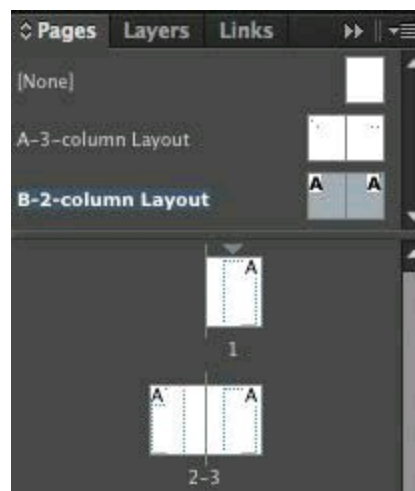 Pages Layers Links
[None]
A-3-column Layout
B-2-column Layout
A A
A
1
A A
2-3